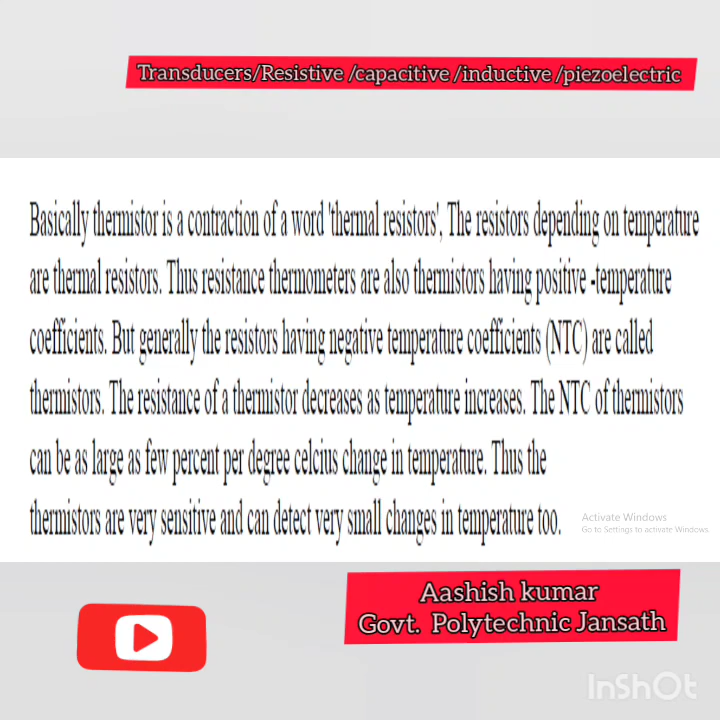 Transducers/Resistive /capacitive /inductive /piezoelectric
Basically thermistor is a contraction of a word 'thermal resistors', The resistors depending on temperature
are thermal resistors. Thus resistance thermometers are also thermistors having positive -temperature
coefficients. But generally the resistors having negative temperature coefficients (NTC) are called
thermistors. The resistance of a thermistor decreases as temperature increases. The NTC of thermistors
can be as large as few percent per degree celcius change in temperature. Thus the
thermistors are very sensitive and can detect very small changes in temperature too.
Activate Windows
Go to Settings to activate Windows.
Aashish kumar
Govt. Polytechnic Jansath
InShOt